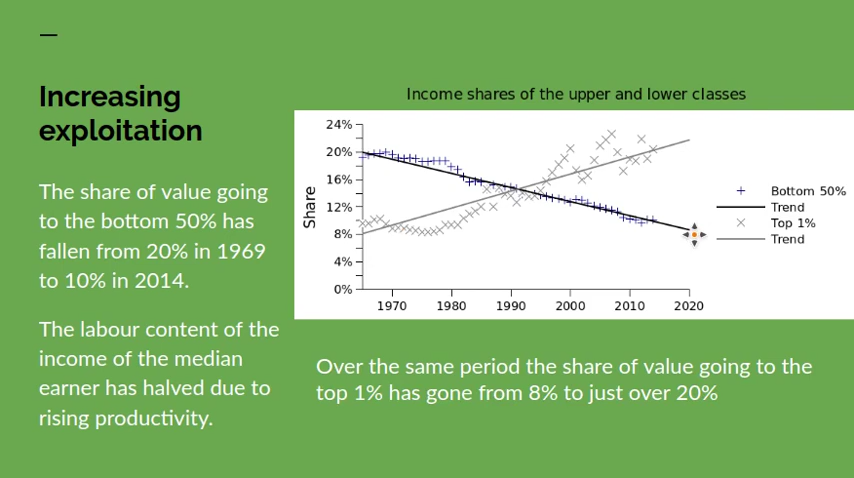 Increasing
exploitation
The share of value going
to the bottom 50% has
fallen from 20% in 1969
to 10% in 2014.
The labour content of the
income of the median
earner has halved due to
rising productivity.
Income shares of the upper and lower classes
Share
24%
20%
16%
12%
8%
4%
0%
1970 1980 1990 2000 2010 2020
Bottom 50%
Trend
Top 1%
Trend
Over the same period the share of value going to the
top 1% has gone from 8% to just over 20%